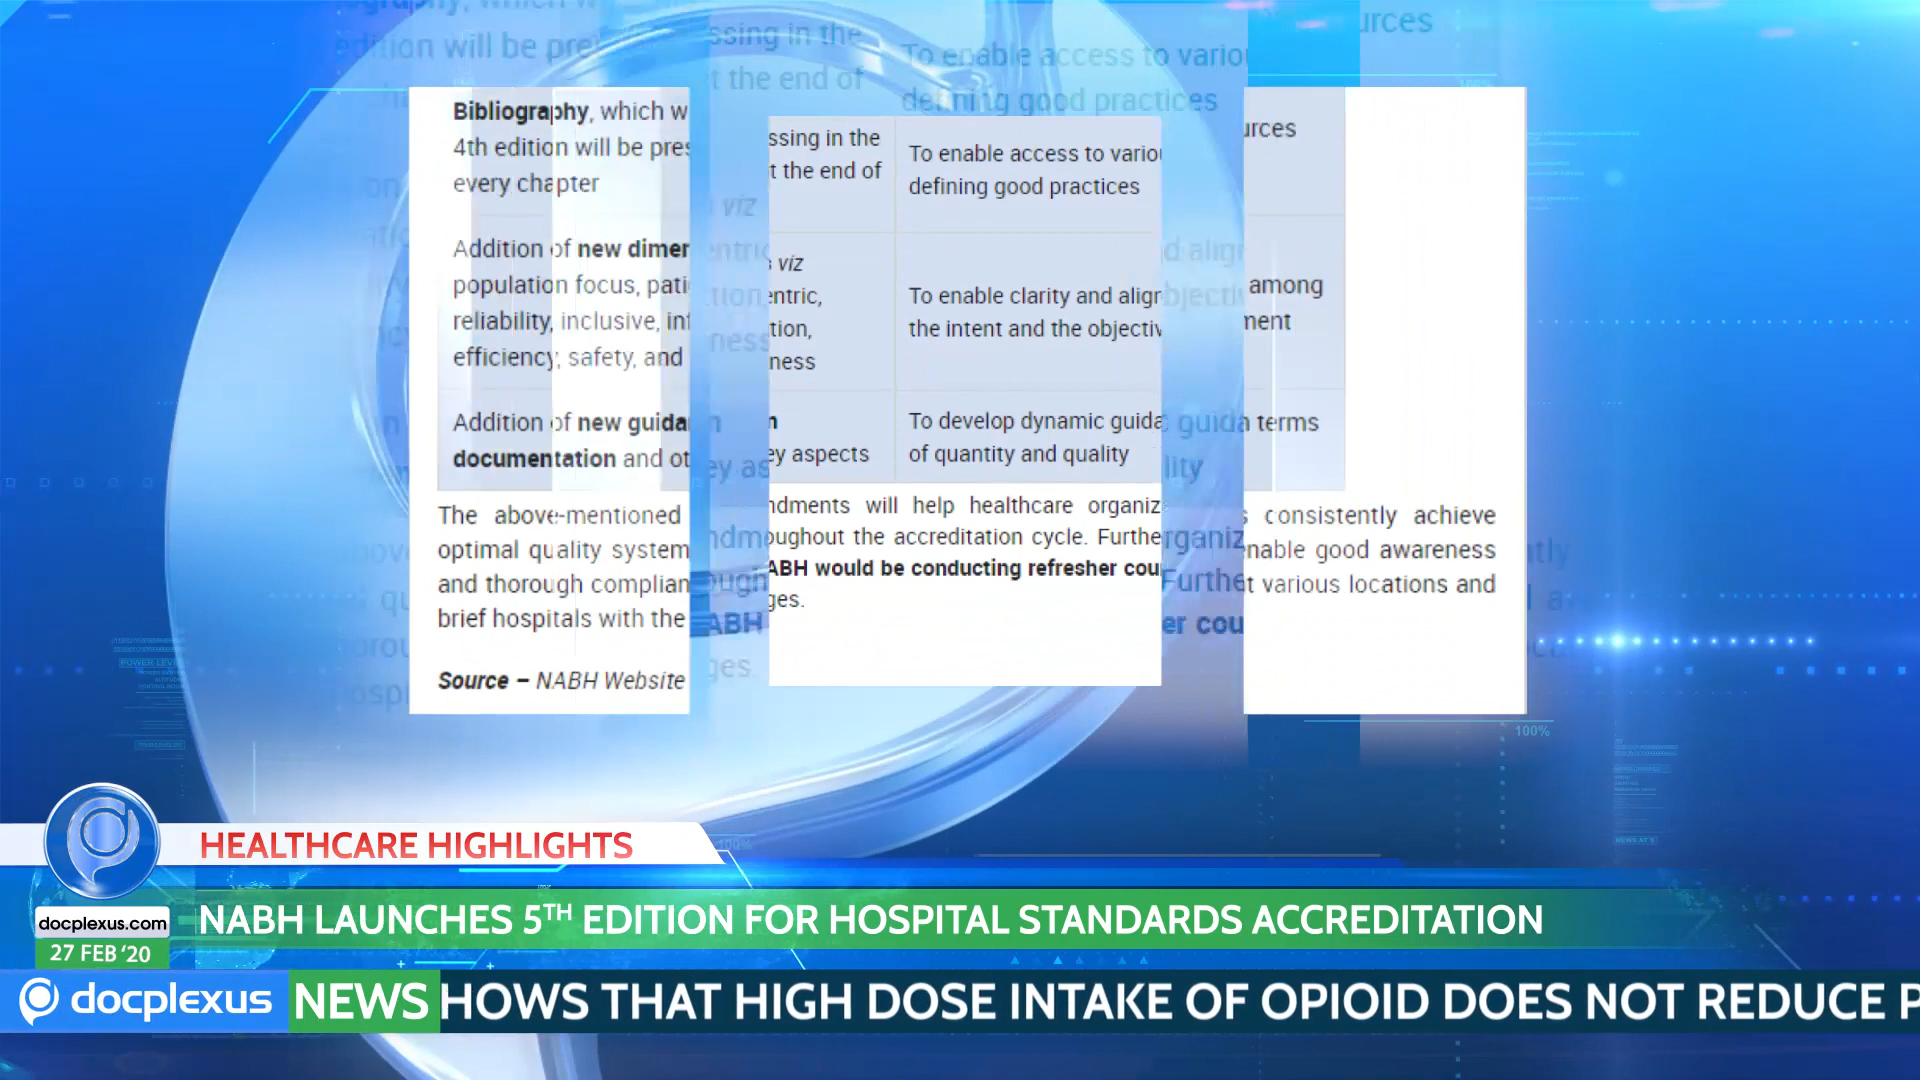 Bibliography, which w
4th edition will be pres
every chapter
Addition of new dimer
population focus, pati
reliability, inclusive, inf
efficiency, safety, and
Addition of new guida
documentation and ot
The above-mentioned
optimal quality system
and thorough complian
brief hospitals with the
Source – NABH Website
ssing in the
t the end of
viz
entric,
tion,
ness
n
ey aspects
To enable access to variou
defining good practices
To enable clarity and align
the intent and the objectiv
To develop dynamic guida
of quantity and quality
ndments will help healthcare organiz
oughout the accreditation cycle. Furthe
ABH would be conducting refresher cou
ges.
urces
among
ment
terms
s consistently achieve
nable good awareness
t various locations and
100%
HEALTHCARE HIGHLIGHTS
docplexus.com
NABH LAUNCHES 5TH EDITION FOR HOSPITAL STANDARDS ACCREDITATION
27 FEB '20
docplexus NEWS HOWS THAT HIGH DOSE INTAKE OF OPIOID DOES NOT REDUCE P